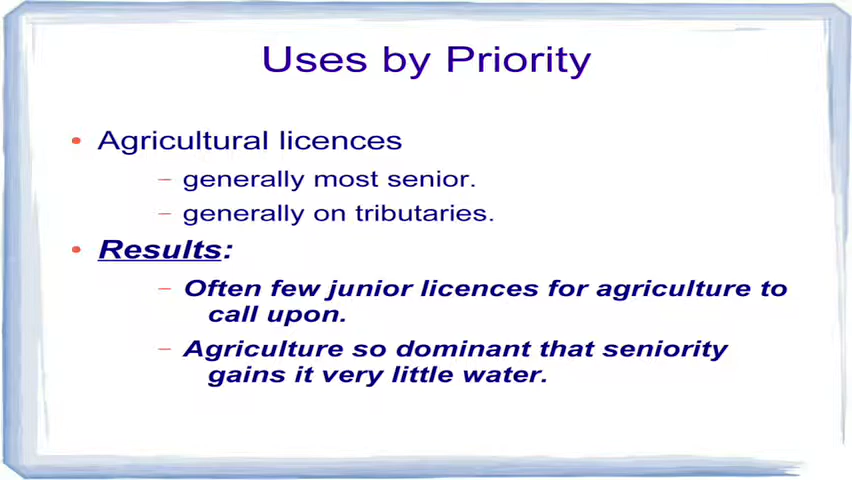 Uses by Priority
• Agricultural licences
– generally most senior.
– generally on tributaries.
• Results:
– Often few junior licences for agriculture to
call upon.
– Agriculture so dominant that seniority
gains it very little water.